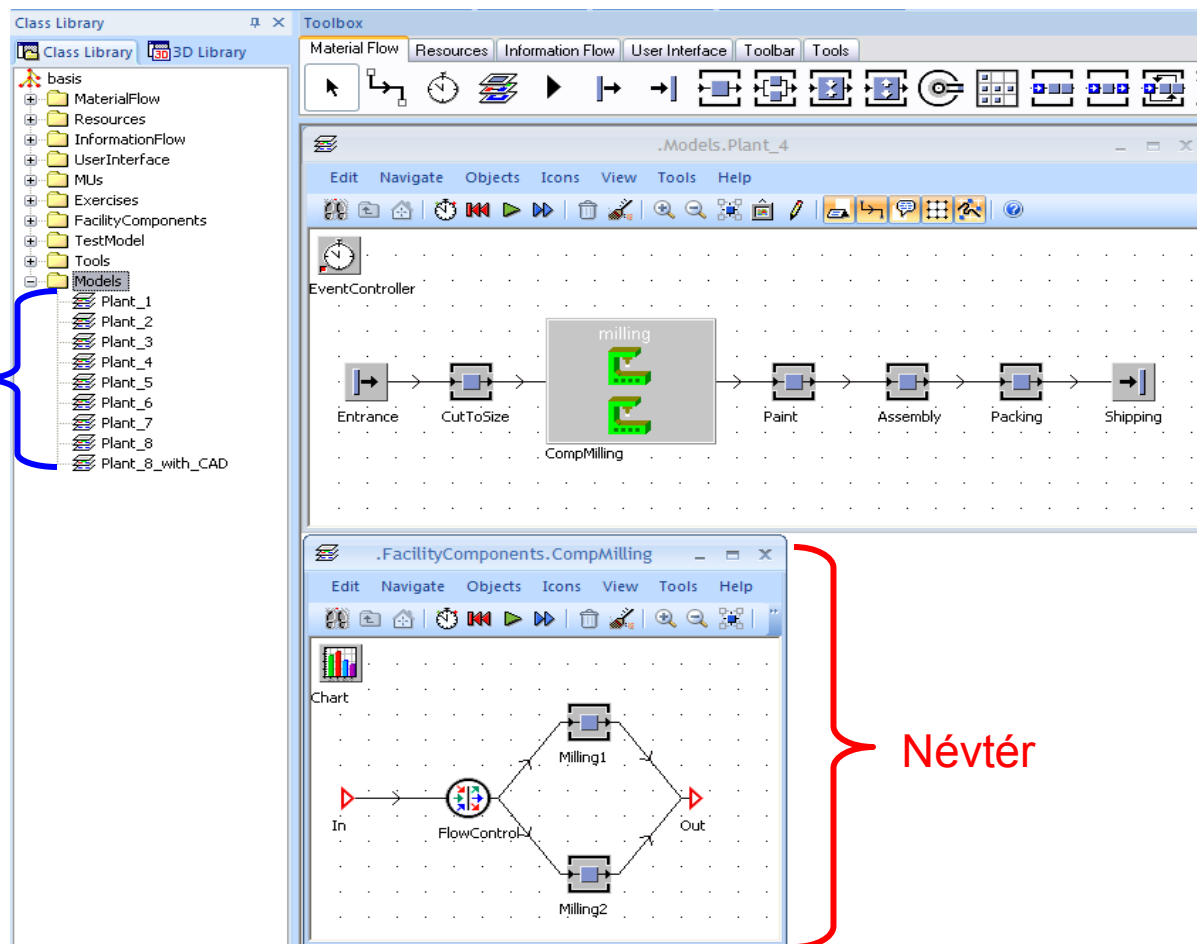 Class Library
Class Library 3D Library
basis
MaterialFlow
Resources
InformationFlow
UserInterface
MUs
Exercises
FacilityComponents
TestModel
Tools
Models
Plant_1
Plant_2
Plant_3
Plant_4
Plant_5
Plant_6
Plant_7
Plant_8
Plant_8_with_CAD
Toolbox
Material Flow Resources Information Flow User Interface Toolbar Tools
.Models.Plant_4
Edit Navigate Objects Icons View Tools Help
EventController
milling
Entrance CutToSize Paint Assembly Packing Shipping
CompMilling
.FacilityComponents.CompMilling
Edit Navigate Objects Icons View Tools Help
Chart
Milling1
In FlowControl Out
Milling2
Névtér